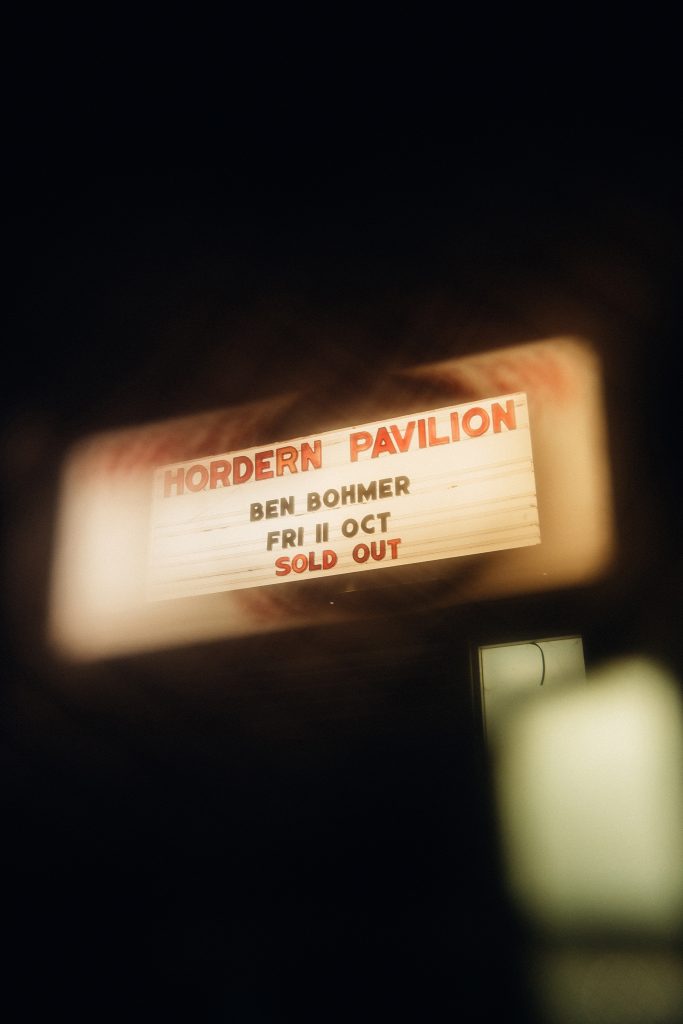 HORDERN PAVILION
BEN BOHMER
FRI 11 OCT
SOLD OUT